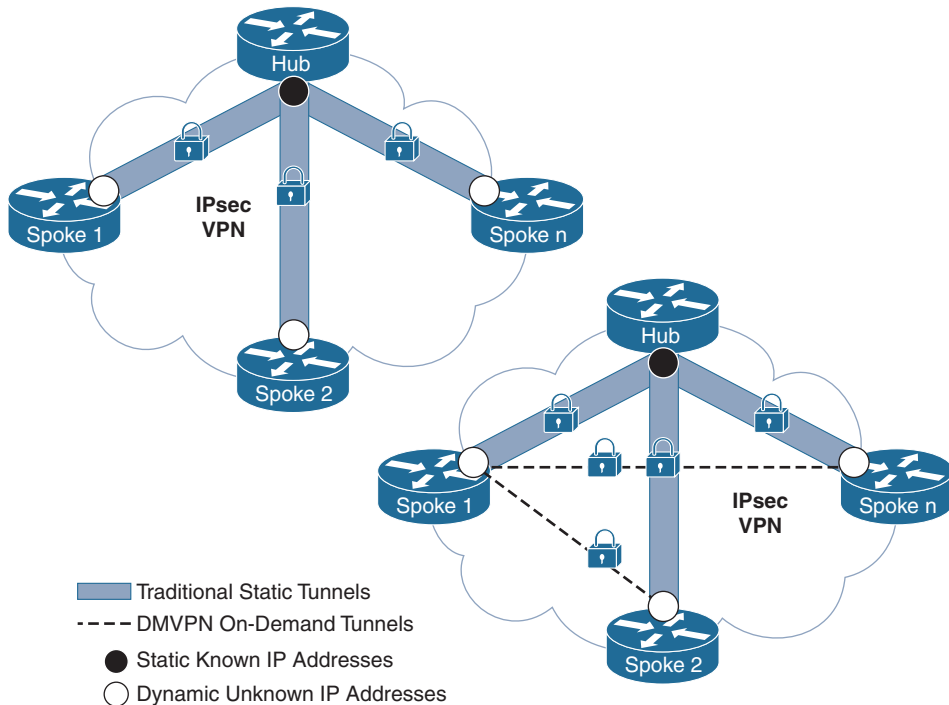 Hub
IPsec
VPN
Spoke 1
Spoke n
Spoke 2
Hub
Spoke 1
IPsec
VPN
Spoke n
Spoke 2
Traditional Static Tunnels
DMVPN On-Demand Tunnels
Static Known IP Addresses
Dynamic Unknown IP Addresses